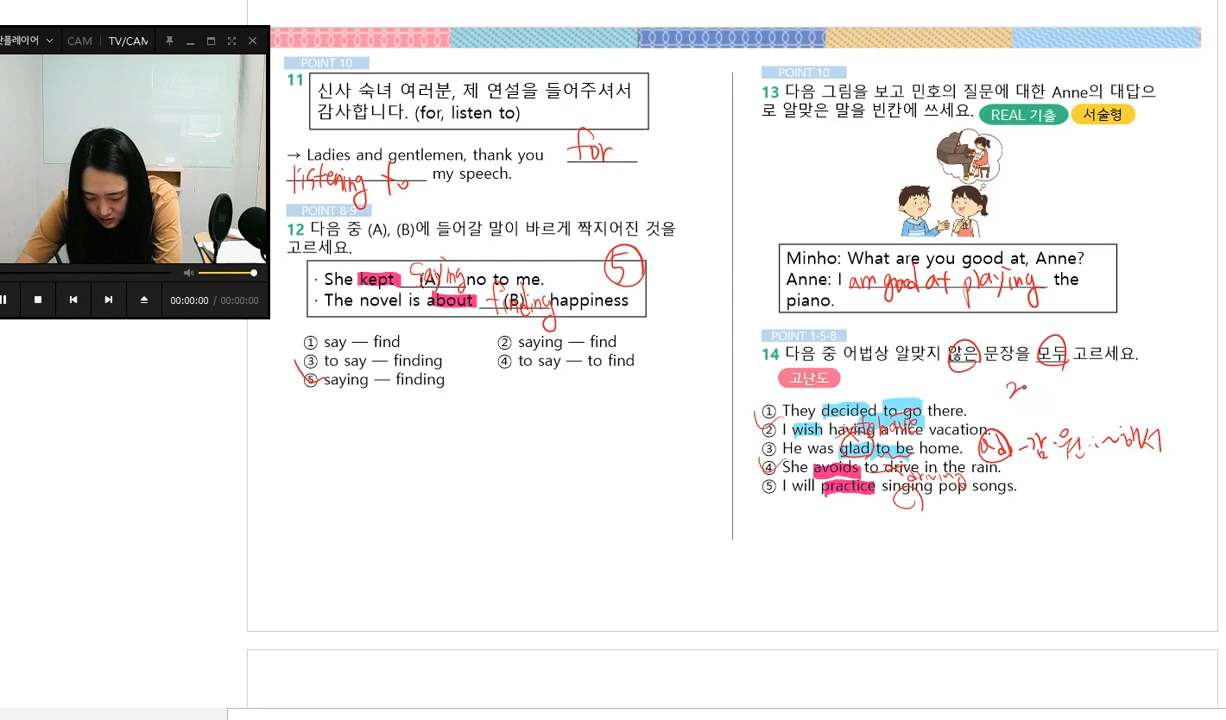 팟플레이어 CAM TV/CAM
00:00:00 / 00:00:00
POINT 10
11
신사 숙녀 여러분, 제 연설을 들어주셔서
감사합니다. (for, listen to)
→ Ladies and gentlemen, thank you for
listening to my speech.
POINT 8-9
12 다음 중 (A), (B)에 들어갈 말이 바르게 짝지어진 것을
고르세요.
5
· She kept (A) saying no to me.
· The novel is about (B) finding happiness
① say — find ② saying — find
③ to say — finding ④ to say — to find
⑤ saying — finding
POINT 10
13 다음 그림을 보고 민호의 질문에 대한 Anne의 대답으
로 알맞은 말을 빈칸에 쓰세요. REAL 기출 서술형
Minho: What are you good at, Anne?
Anne: I am good at playing the
piano.
POINT 1-5-8
14 다음 중 어법상 알맞지 않은 문장을 모두 고르세요.
고난도
2
① They decided to go there.
to have
② I wish having a nice vacation.
③ He was glad to be home.
④ She avoids to drive in the rain.
driving
⑤ I will practice singing pop songs.